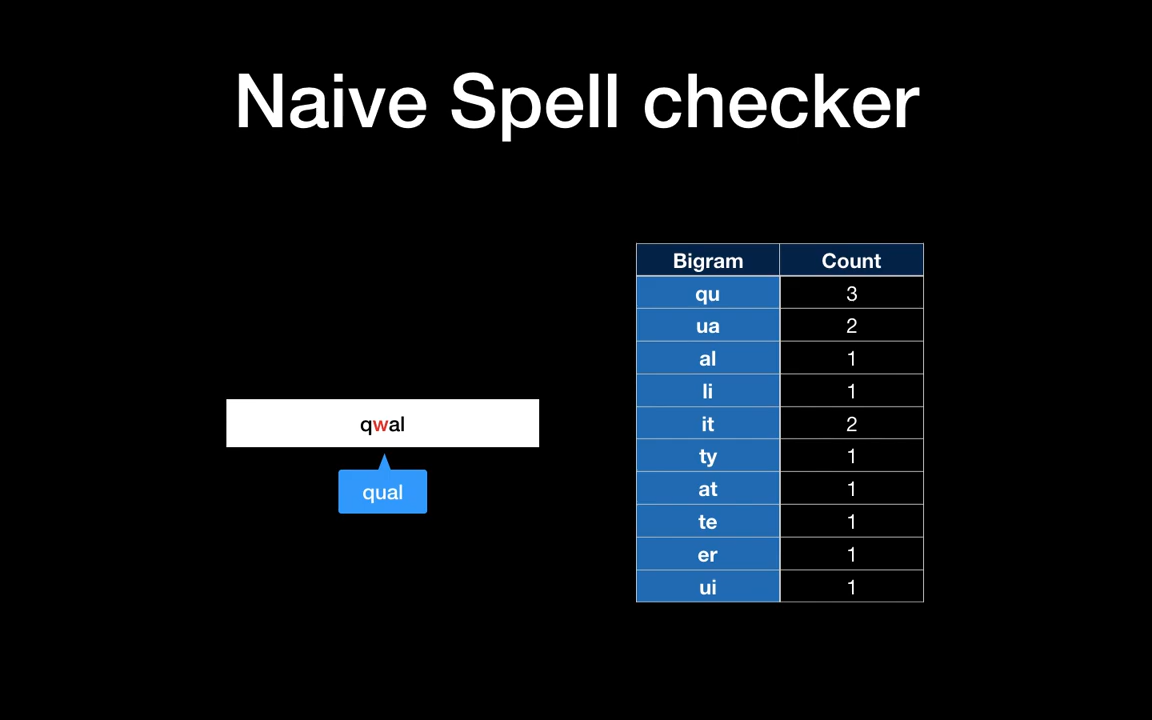 Naive Spell checker
qwal
qual
Bigram Count
qu 3
ua 2
al 1
li 1
it 2
ty 1
at 1
te 1
er 1
ui 1